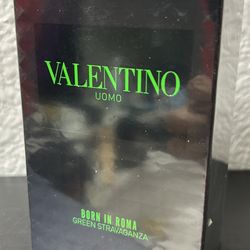 VALENTINO
UOMO
BORN IN ROMA
GREEN STRAVAGANZA